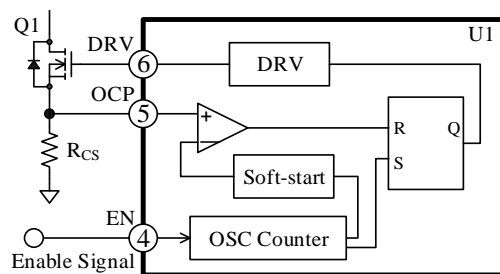 Q1
U1
DRV
6
DRV
OCP
5
+
−
R
Q
S
RCS
Soft-start
EN
4
OSC Counter
Enable Signal